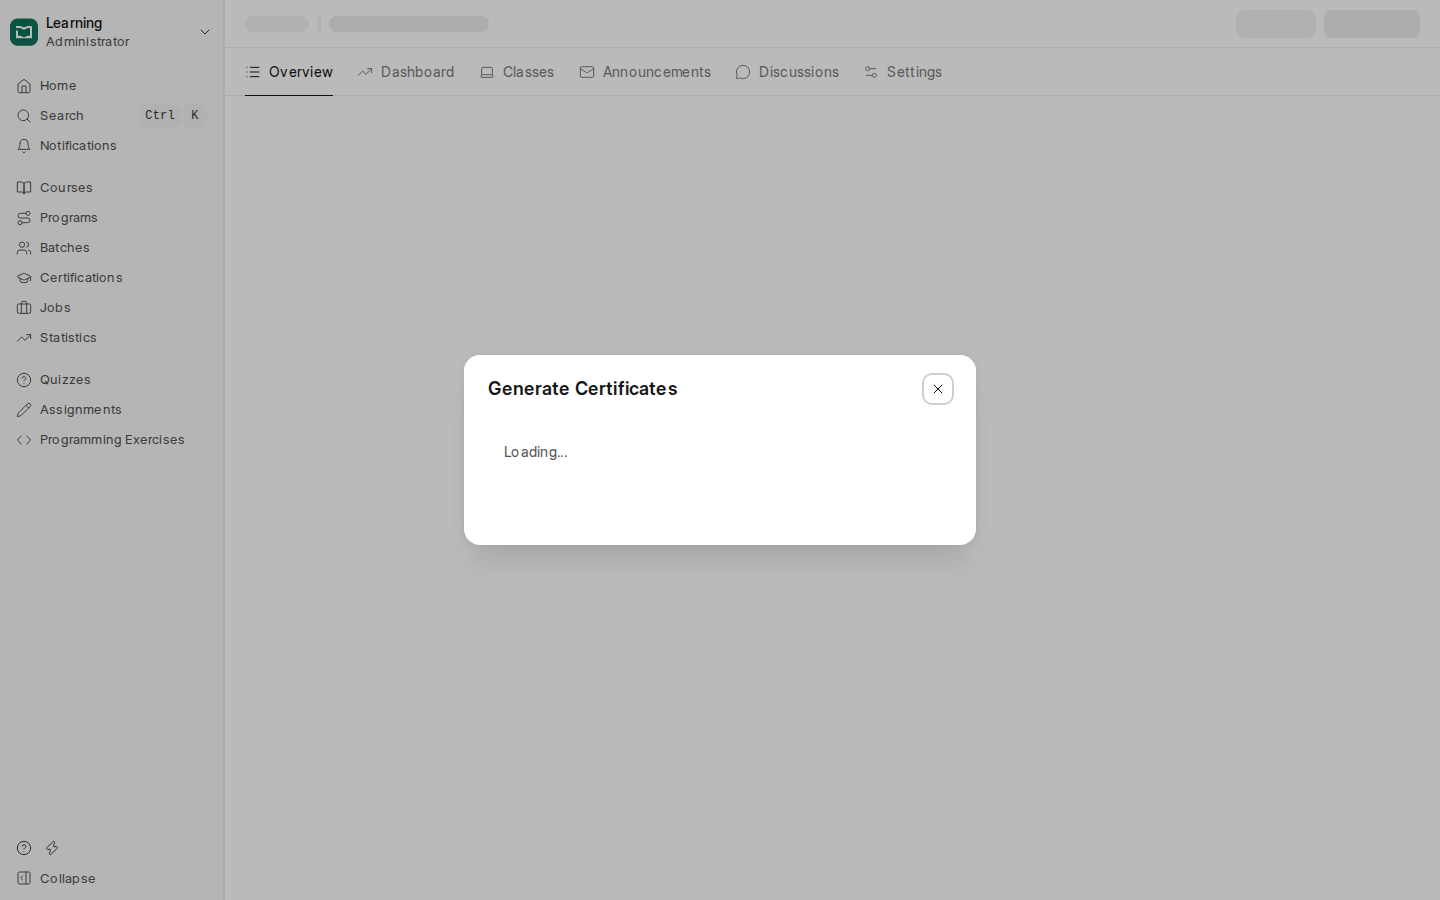 Learning
Administrator
Home
Search Ctrl K
Notifications
Courses
Programs
Batches
Certifications
Jobs
Statistics
Quizzes
Assignments
Programming Exercises
Collapse
Overview Dashboard Classes Announcements Discussions Settings
Generate Certificates
Loading...